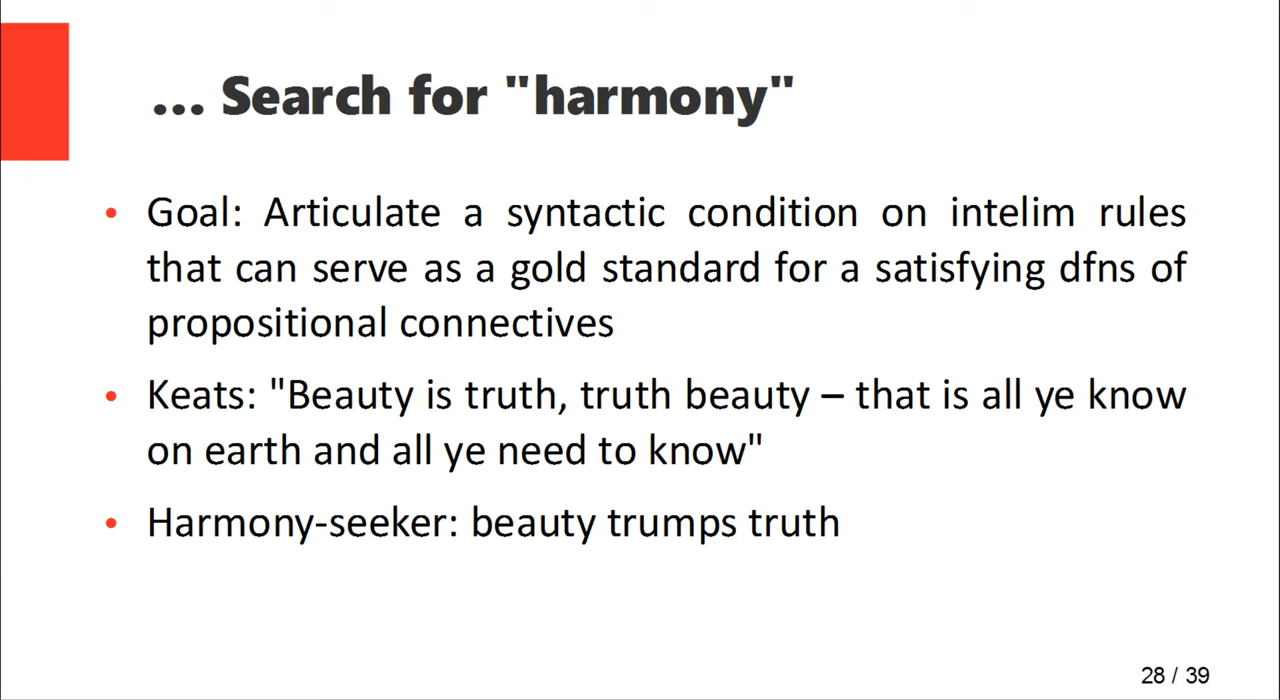 ... Search for "harmony"
• Goal: Articulate a syntactic condition on intelim rules
that can serve as a gold standard for a satisfying dfns of
propositional connectives
• Keats: "Beauty is truth, truth beauty – that is all ye know
on earth and all ye need to know"
• Harmony-seeker: beauty trumps truth
28 / 39